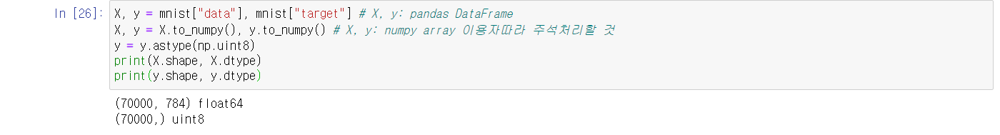 In [26]: X, y = mnist["data"], mnist["target"] # X, y: pandas DataFrame
X, y = X.to_numpy(), y.to_numpy() # X, y: numpy array 이용자따라 주석처리할 것
y = y.astype(np.uint8)
print(X.shape, X.dtype)
print(y.shape, y.dtype)
(70000, 784) float64
(70000,) uint8